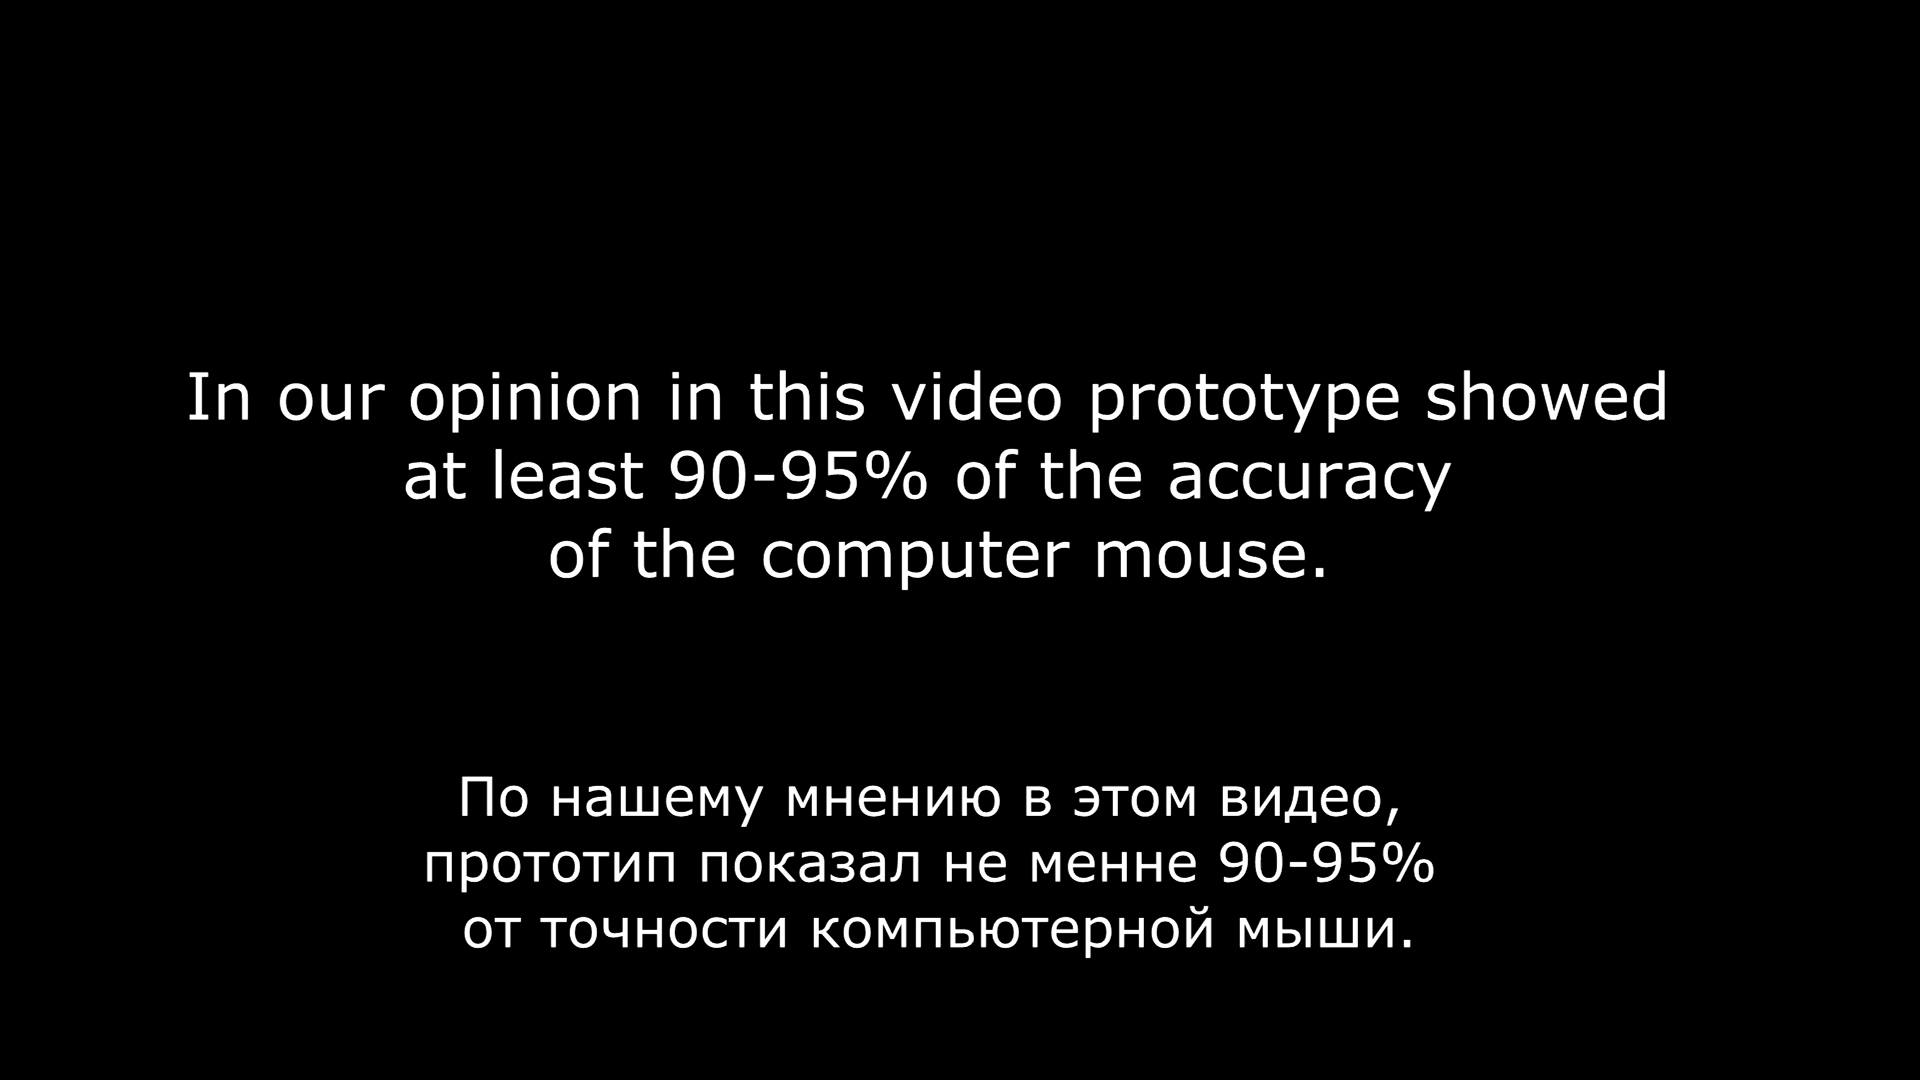 In our opinion in this video prototype showed
at least 90-95% of the accuracy
of the computer mouse.
По нашему мнению в этом видео,
прототип показал не менне 90-95%
от точности компьютерной мыши.